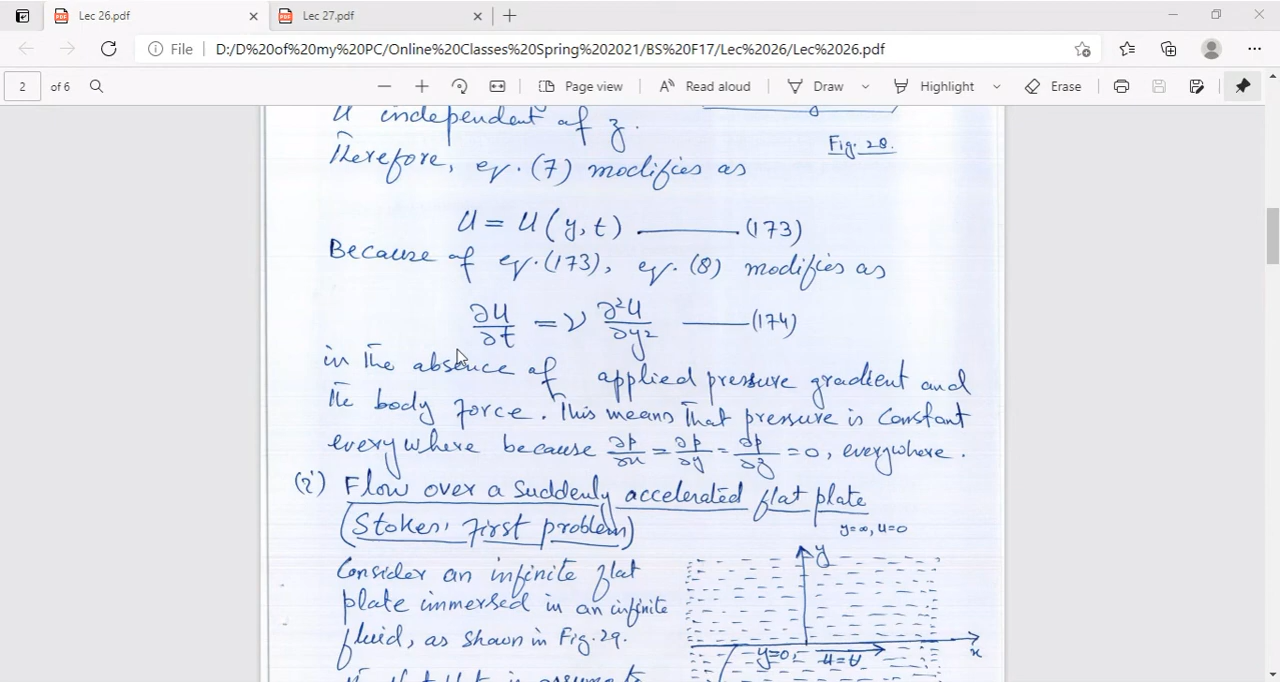 Lec 26.pdf
Lec 27.pdf
File D:/D%20of%20my%20PC/Online%20Classes%20Spring%202021/BS%20F17/Lec%2026/Lec%2026.pdf
2 of 6 Page view Read aloud Draw Highlight Erase
u independent of z.
Fig. 28.
Therefore, eq. (7) modifies as
u = u(y,t) ——— (173)
Because of eq. (173), eq. (8) modifies as
∂u/∂t = ν ∂²u/∂y² ——— (174)
in the absence of applied pressure gradient and
the body force. This means that pressure is constant
everywhere because ∂p/∂x = ∂p/∂y = ∂p/∂z = 0, everywhere.
(i) Flow over a suddenly accelerated flat plate
(Stokes' first problem)
y=∞, u=0
Consider an infinite flat
plate immersed in an infinite
fluid, as shown in Fig. 29.
y
x
y=0, u=U